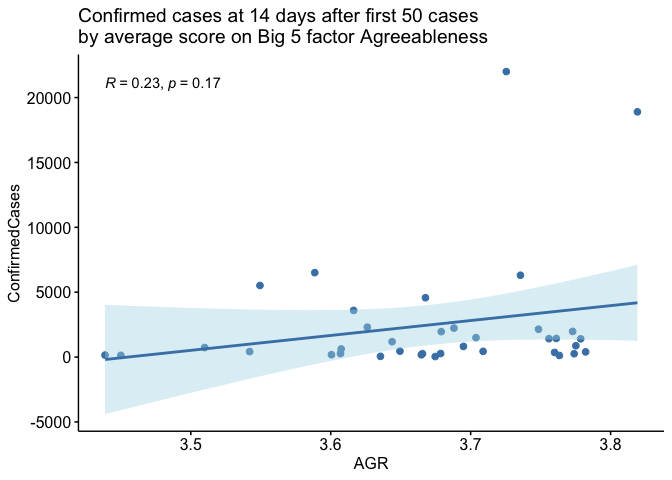 Confirmed cases at 14 days after first 50 cases
by average score on Big 5 factor Agreeableness
R = 0.23, p = 0.17
20000
15000
10000
5000
0
-5000
ConfirmedCases
3.5 3.6 3.7 3.8
AGR